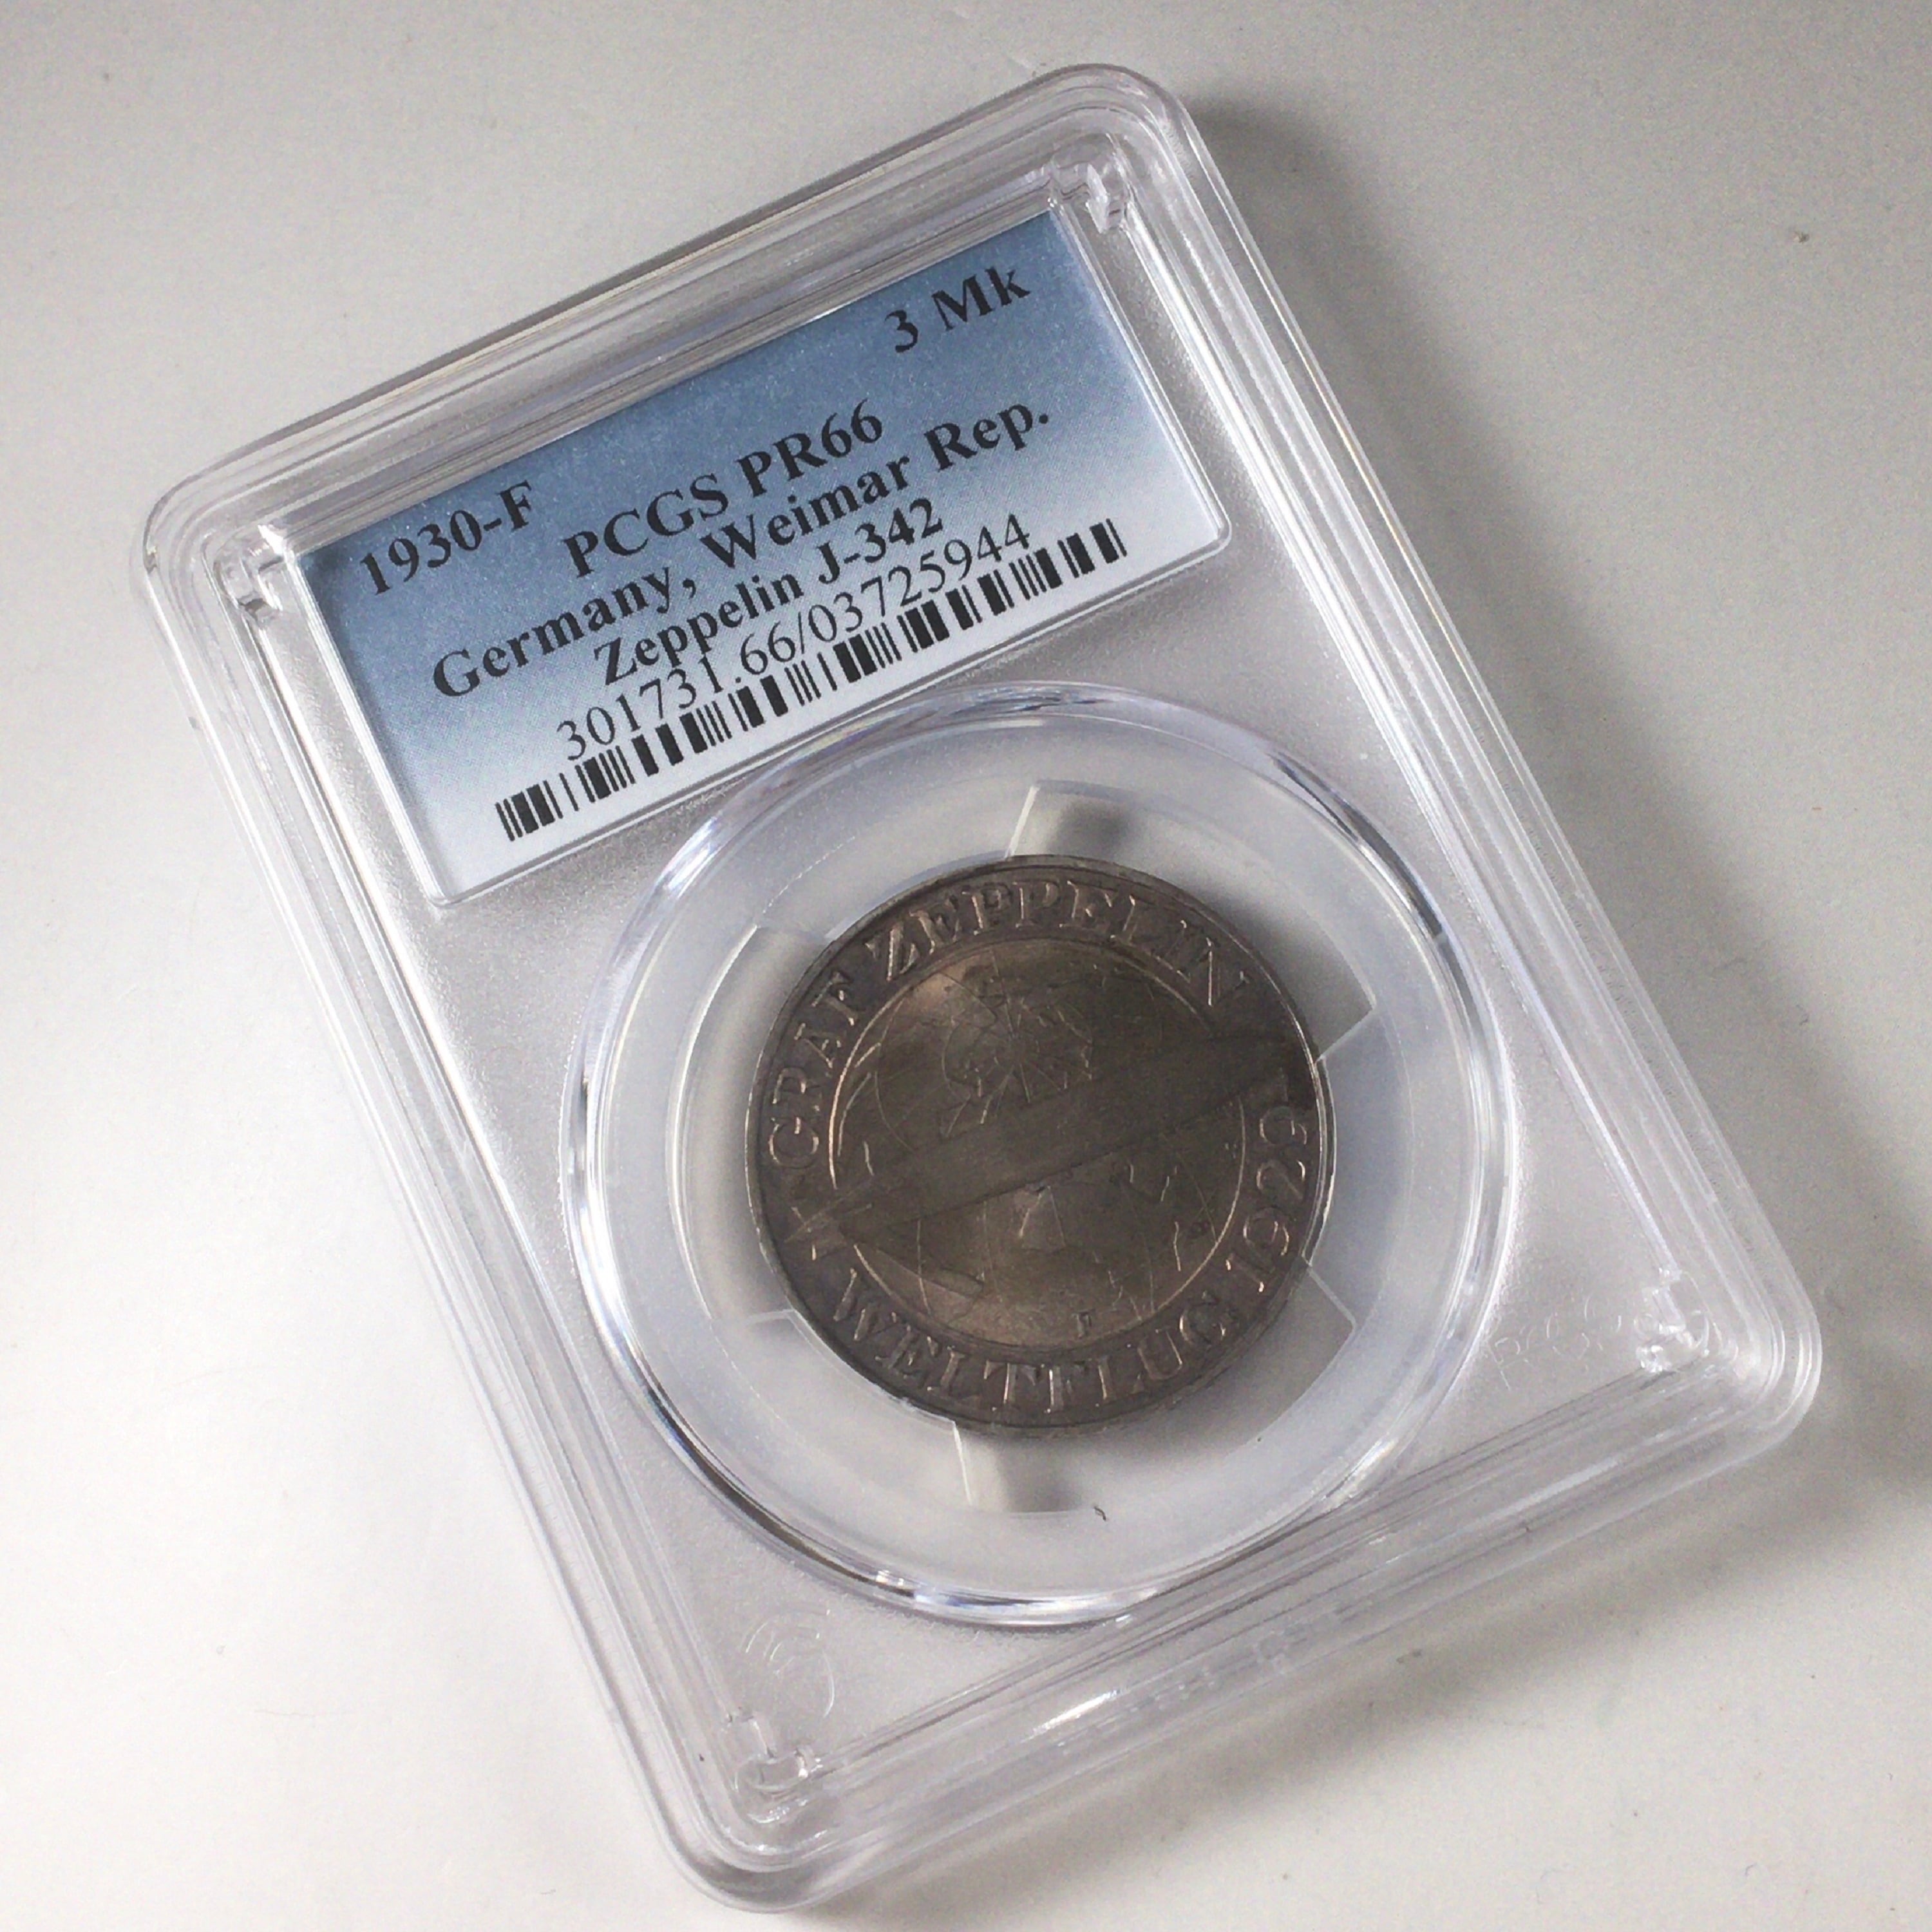 1930-F 3 Mk
PCGS PR66
Germany, Weimar Rep.
Zeppelin J-342
301731.66/03725944
GRAF ZEPPELIN
WELTFLUG 1929
F